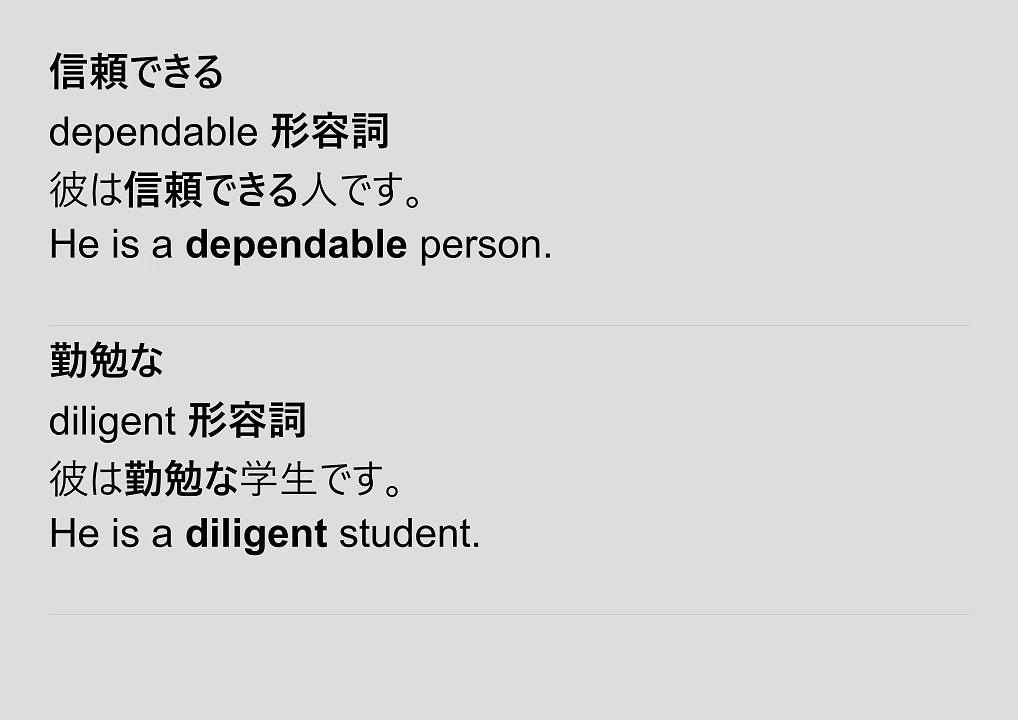 信頼できる
dependable 形容詞
彼は信頼できる人です。
He is a dependable person.
勤勉な
diligent 形容詞
彼は勤勉な学生です。
He is a diligent student.